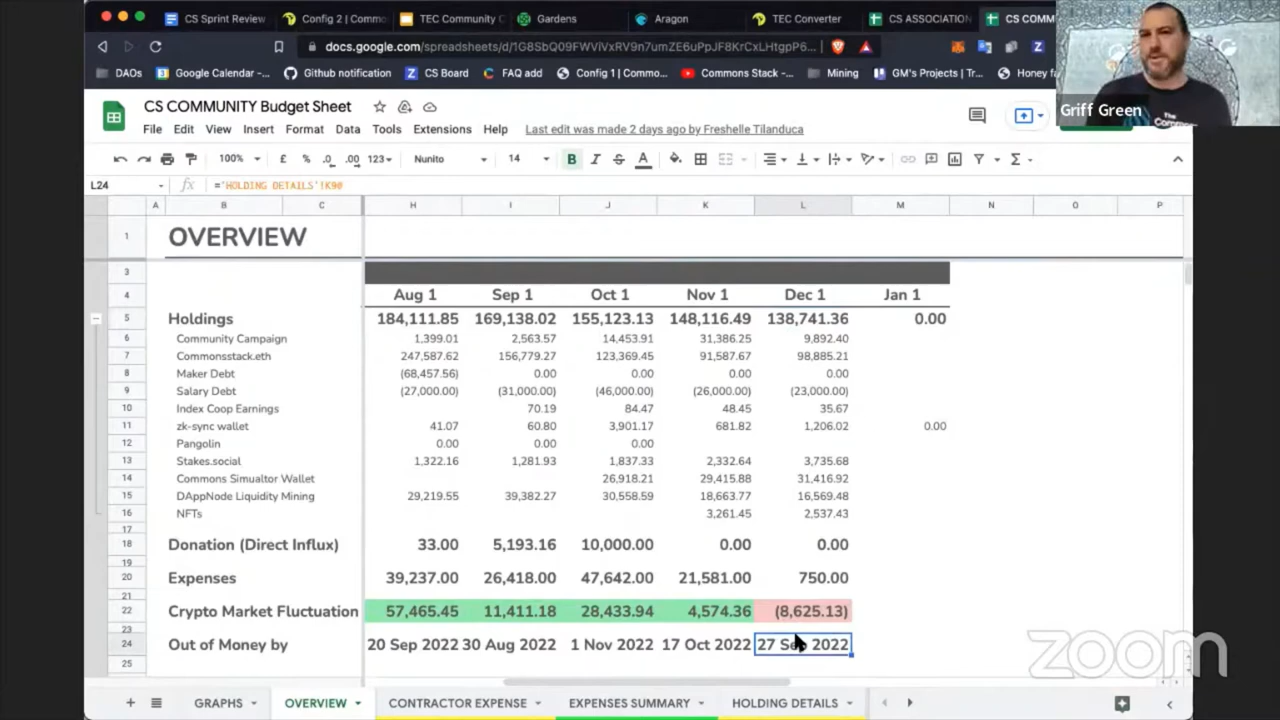 CS Sprint Review Config 2 | Commo TEC Community C Gardens Aragon TEC Converter CS ASSOCIATION CS COMM
docs.google.com/spreadsheets/d/1G8SbQ09FWVlVxRV9n7umZE6uPpJF8KrCxLHtgpP6...
DAOs Google Calendar -... Github notification CS Board FAQ add Config 1 | Commo... Commons Stack -... Mining GM's Projects | Tr... Honey fa
Griff Green
CS COMMUNITY Budget Sheet
File Edit View Insert Format Data Tools Extensions Help Last edit was made 2 days ago by Freshelle Tilanduca
100% £ % .0 .00 123 Nunito 14 B I S A Σ
L24 fx ='HOLDING DETAILS'!K90
A B C H I J K L M N O P
1 OVERVIEW
3
4 Aug 1 Sep 1 Oct 1 Nov 1 Dec 1 Jan 1
5 Holdings 184,111.85 169,138.02 155,123.13 148,116.49 138,741.36 0.00
6 Community Campaign 1,399.01 2,563.57 14,453.91 31,386.25 9,892.40
7 Commonsstack.eth 247,587.62 156,779.27 123,369.45 91,587.67 98,885.21
8 Maker Debt (68,457.56) 0.00 0.00 0.00 0.00
9 Salary Debt (27,000.00) (31,000.00) (46,000.00) (26,000.00) (23,000.00)
10 Index Coop Earnings 70.19 84.47 48.45 35.67
11 zk-sync wallet 41.07 60.80 3,901.17 681.82 1,206.02 0.00
12 Pangolin 0.00 0.00 0.00
13 Stakes.social 1,322.16 1,281.93 1,837.33 2,332.64 3,735.68
14 Commons Simualtor Wallet 26,918.21 29,415.88 31,416.92
15 DAppNode Liquidity Mining 29,219.55 39,382.27 30,558.59 18,663.77 16,569.48
16 NFTs 3,261.45 2,537.43
17
18 Donation (Direct Influx) 33.00 5,193.16 10,000.00 0.00 0.00
19
20 Expenses 39,237.00 26,418.00 47,642.00 21,581.00 750.00
21
22 Crypto Market Fluctuation 57,465.45 11,411.18 28,433.94 4,574.36 (8,625.13)
23
24 Out of Money by 20 Sep 2022 30 Aug 2022 1 Nov 2022 17 Oct 2022 27 Sep 2022
25
zoom
GRAPHS OVERVIEW CONTRACTOR EXPENSE EXPENSES SUMMARY HOLDING DETAILS